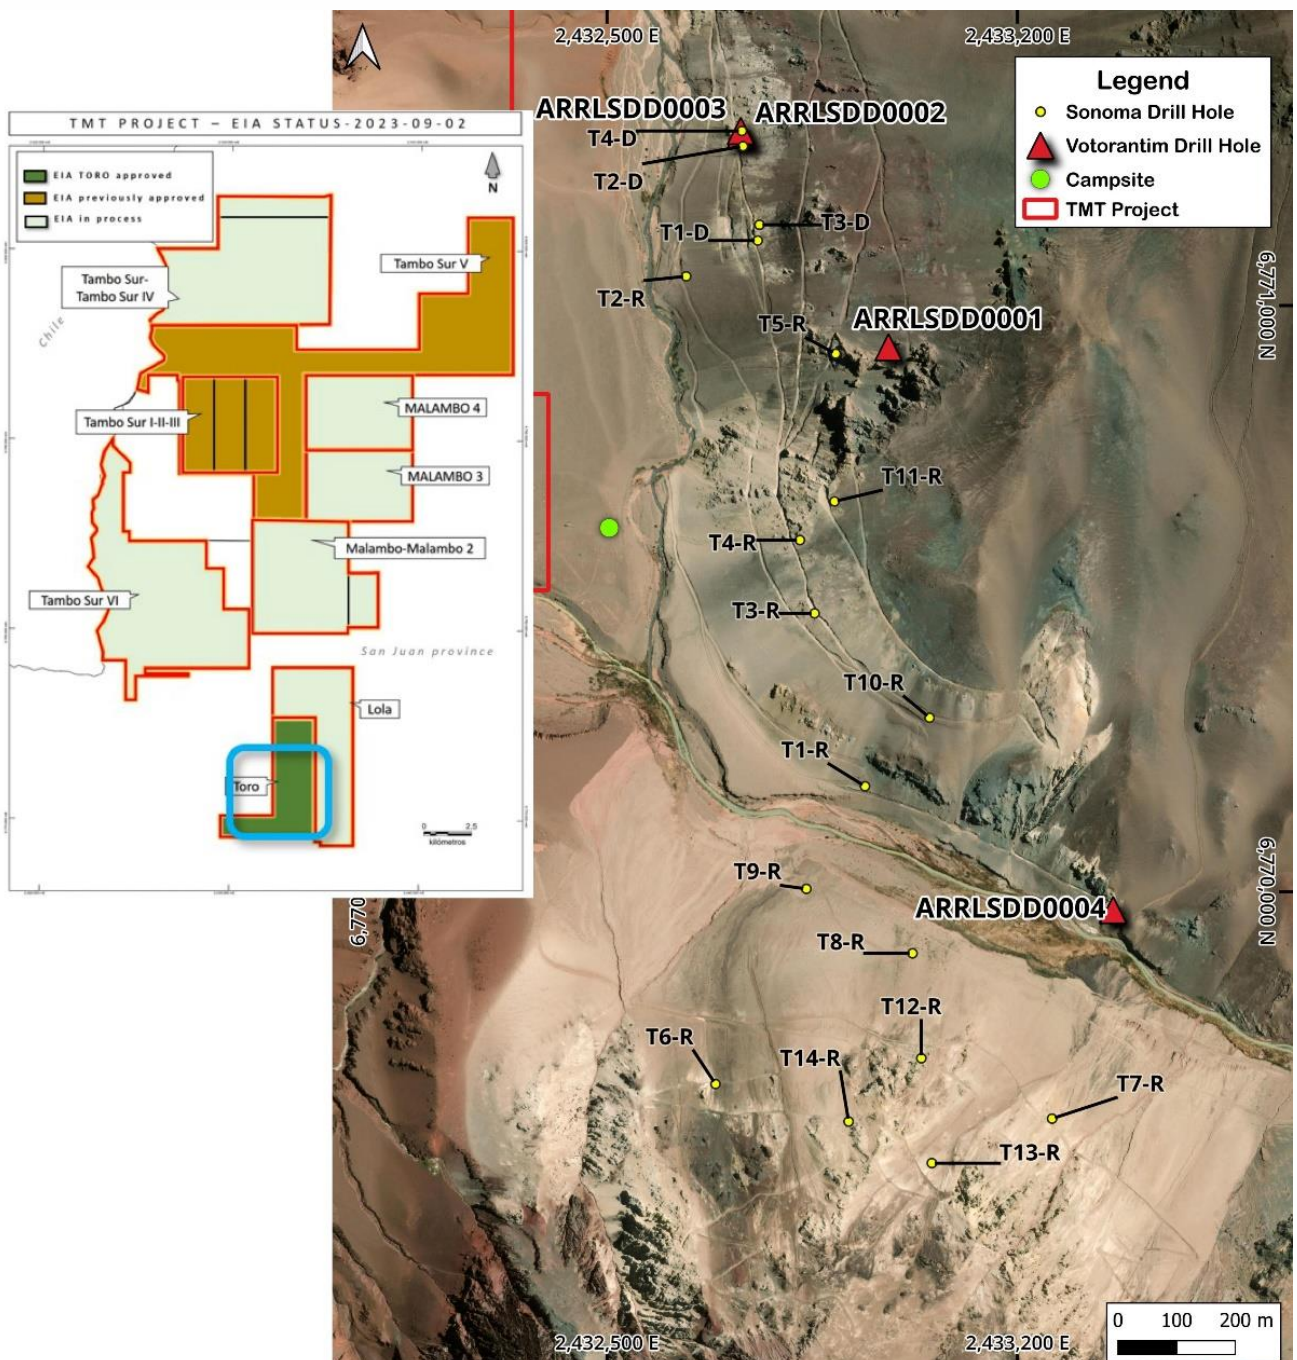 2,432,500 E
2,433,200 E
Legend
Sonoma Drill Hole
Votorantim Drill Hole
Campsite
TMT Project
ARRLSDD0003
ARRLSDD0002
T4-D
T2-D
T1-D
T3-D
T2-R
6,771,000 N
T5-R
ARRLSDD0001
T11-R
T4-R
T3-R
T10-R
T1-R
T9-R
ARRLSDD0004
6,770,000 N
6,770
T8-R
T12-R
T6-R
T14-R
T7-R
T13-R
2,432,500 E
2,433,200 E
0 100 200 m
TMT PROJECT – EIA STATUS-2023-09-02
EIA TORO approved
EIA previously approved
EIA in process
N
Tambo Sur-
Tambo Sur IV
Tambo Sur V
Chile
Tambo Sur I-II-III
MALAMBO 4
MALAMBO 3
Malambo-Malambo 2
Tambo Sur VI
San Juan province
Lola
Toro
0 2,5
kilómetros